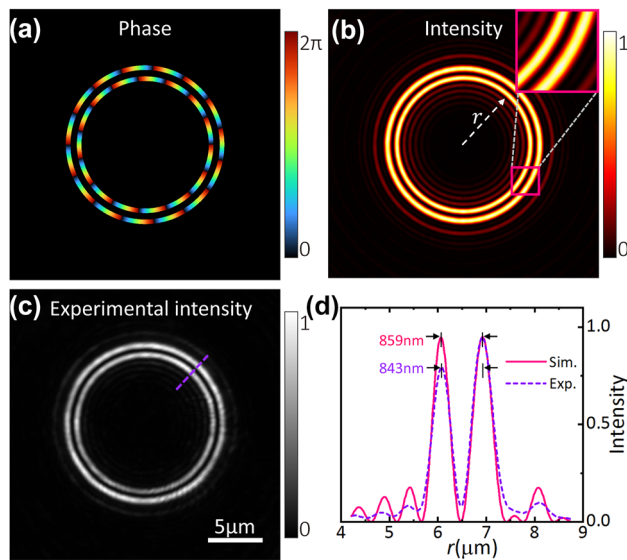 (a) Phase
2π
0
(b) Intensity
1
r
0
(c) Experimental intensity
1
5μm
0
(d)
859nm
843nm
Sim.
Exp.
1.0
0.5
0.0
Intensity
4 5 6 7 8 9
r(μm)